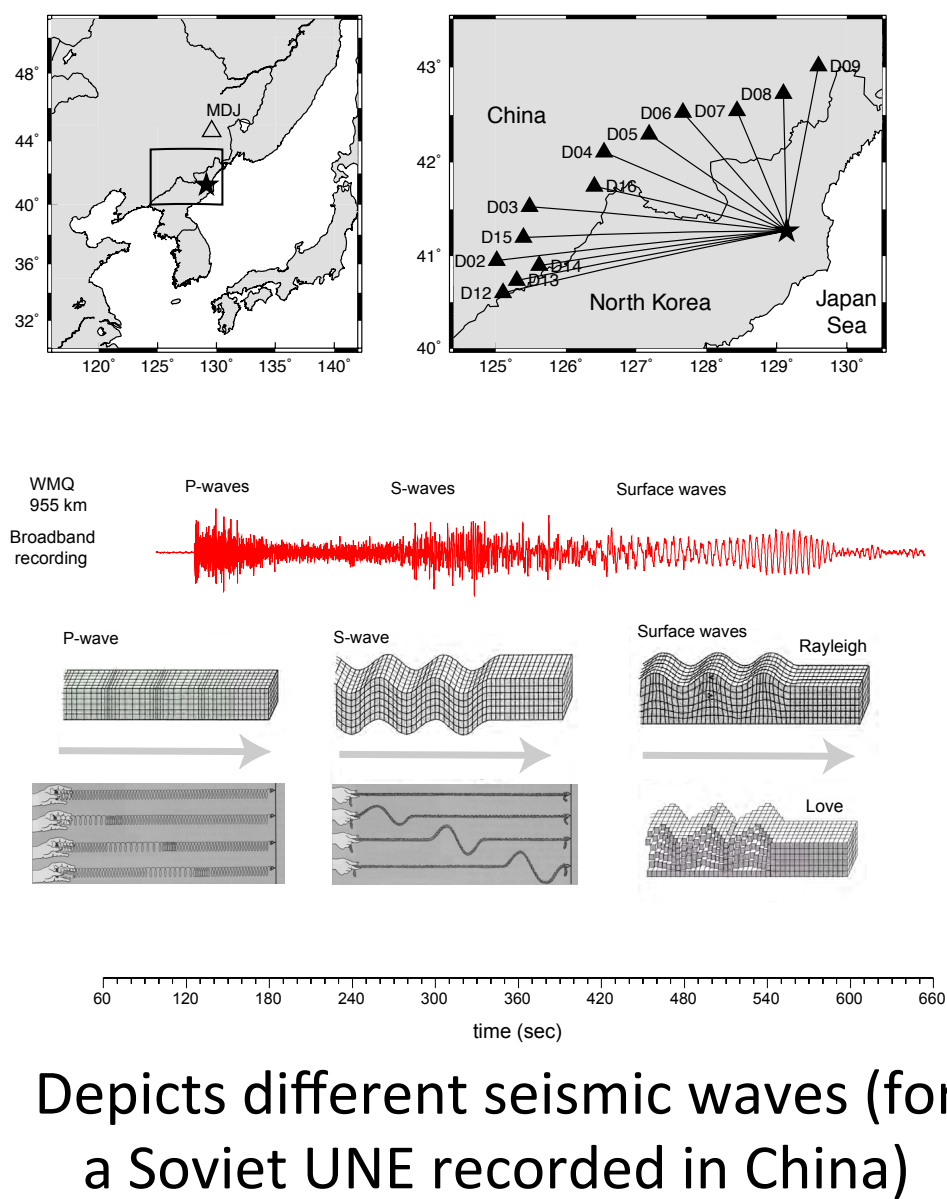 48°
44°
40°
36°
32°
120° 125° 130° 135° 140°
MDJ
43°
42°
41°
40°
125° 126° 127° 128° 129° 130°
China
North Korea
Japan
Sea
D09
D08
D07
D06
D05
D04
D16
D03
D15
D02
D14
D13
D12
WMQ
955 km
Broadband
recording
P-waves
S-waves
Surface waves
P-wave
S-wave
Surface waves
Rayleigh
Love
60 120 180 240 300 360 420 480 540 600 660
time (sec)
Depicts different seismic waves (for
a Soviet UNE recorded in China)